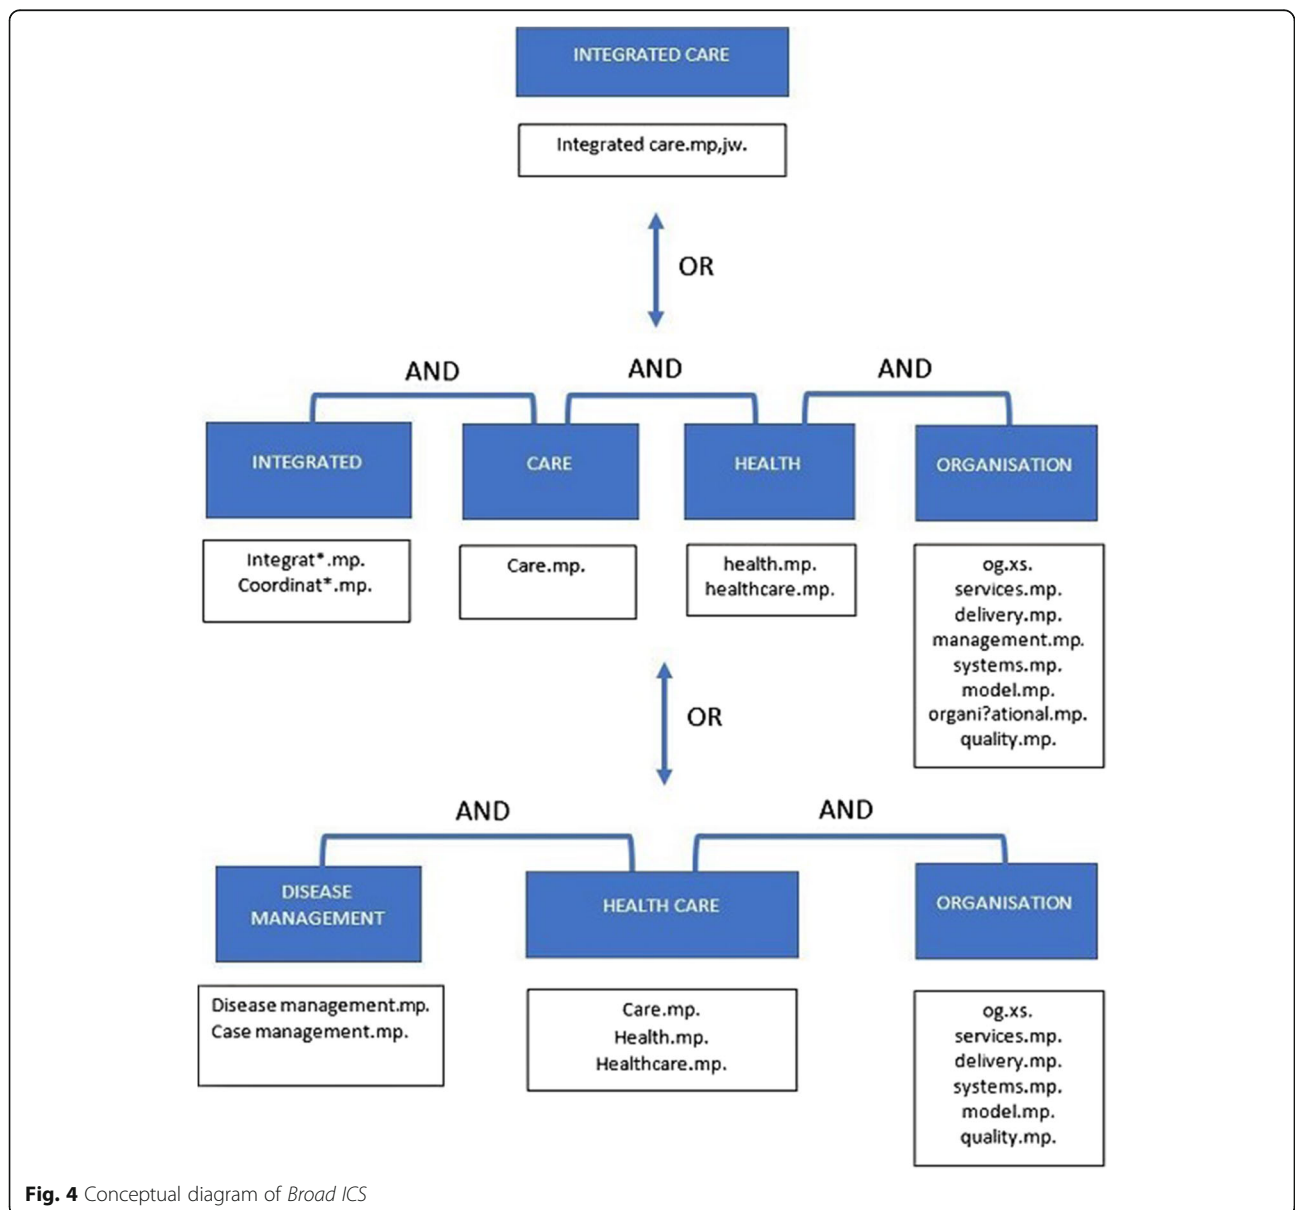 INTEGRATED CARE
Integrated care.mp,jw.
OR
AND
AND
AND
INTEGRATED
CARE
HEALTH
ORGANISATION
Integrat*.mp.
Coordinat*.mp.
Care.mp.
health.mp.
healthcare.mp.
og.xs.
services.mp.
delivery.mp.
management.mp.
systems.mp.
model.mp.
organi?ational.mp.
quality.mp.
OR
AND
AND
DISEASE
MANAGEMENT
HEALTH CARE
ORGANISATION
Disease management.mp.
Case management.mp.
Care.mp.
Health.mp.
Healthcare.mp.
og.xs.
services.mp.
delivery.mp.
systems.mp.
model.mp.
quality.mp.
Fig. 4 Conceptual diagram of Broad ICS